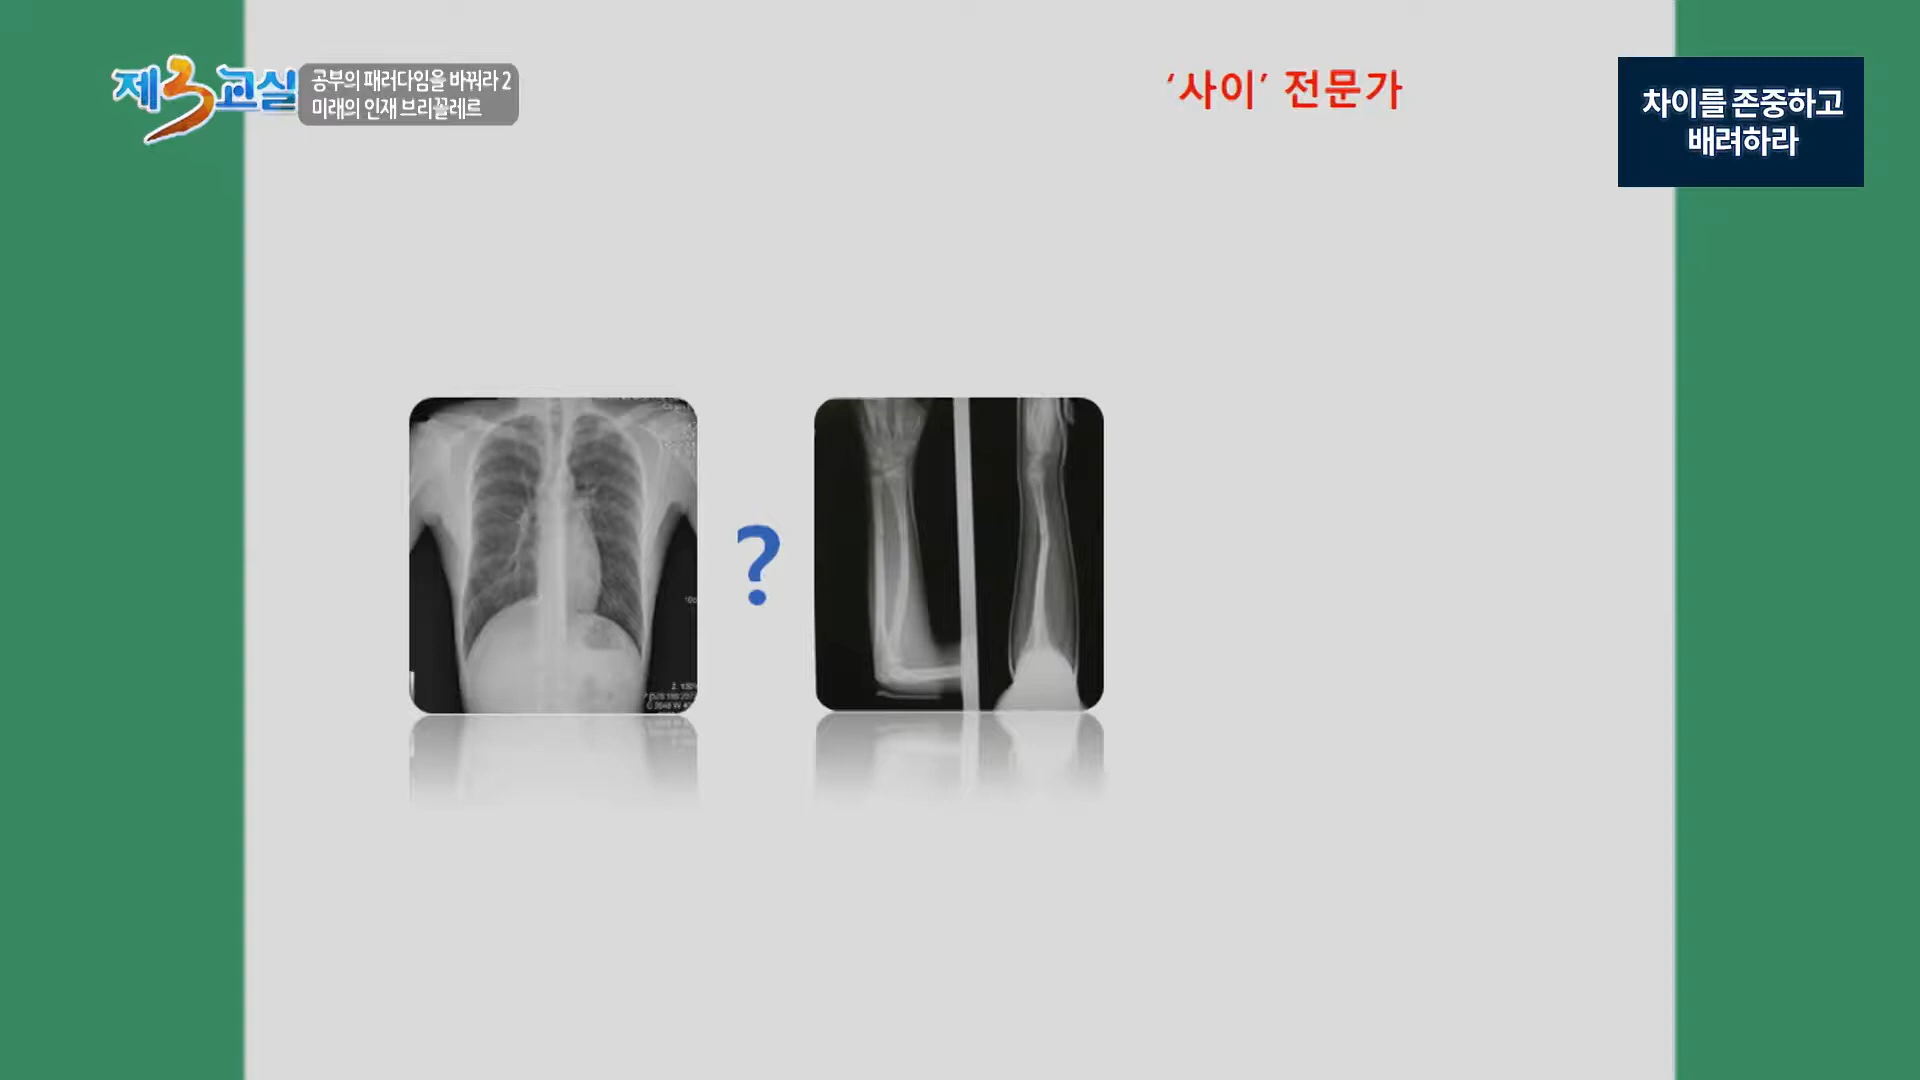 제3교실
공부의 패러다임을 바꿔라 2
미래의 인재 브리꼴레르
‘사이’ 전문가
차이를 존중하고
배려하라
?